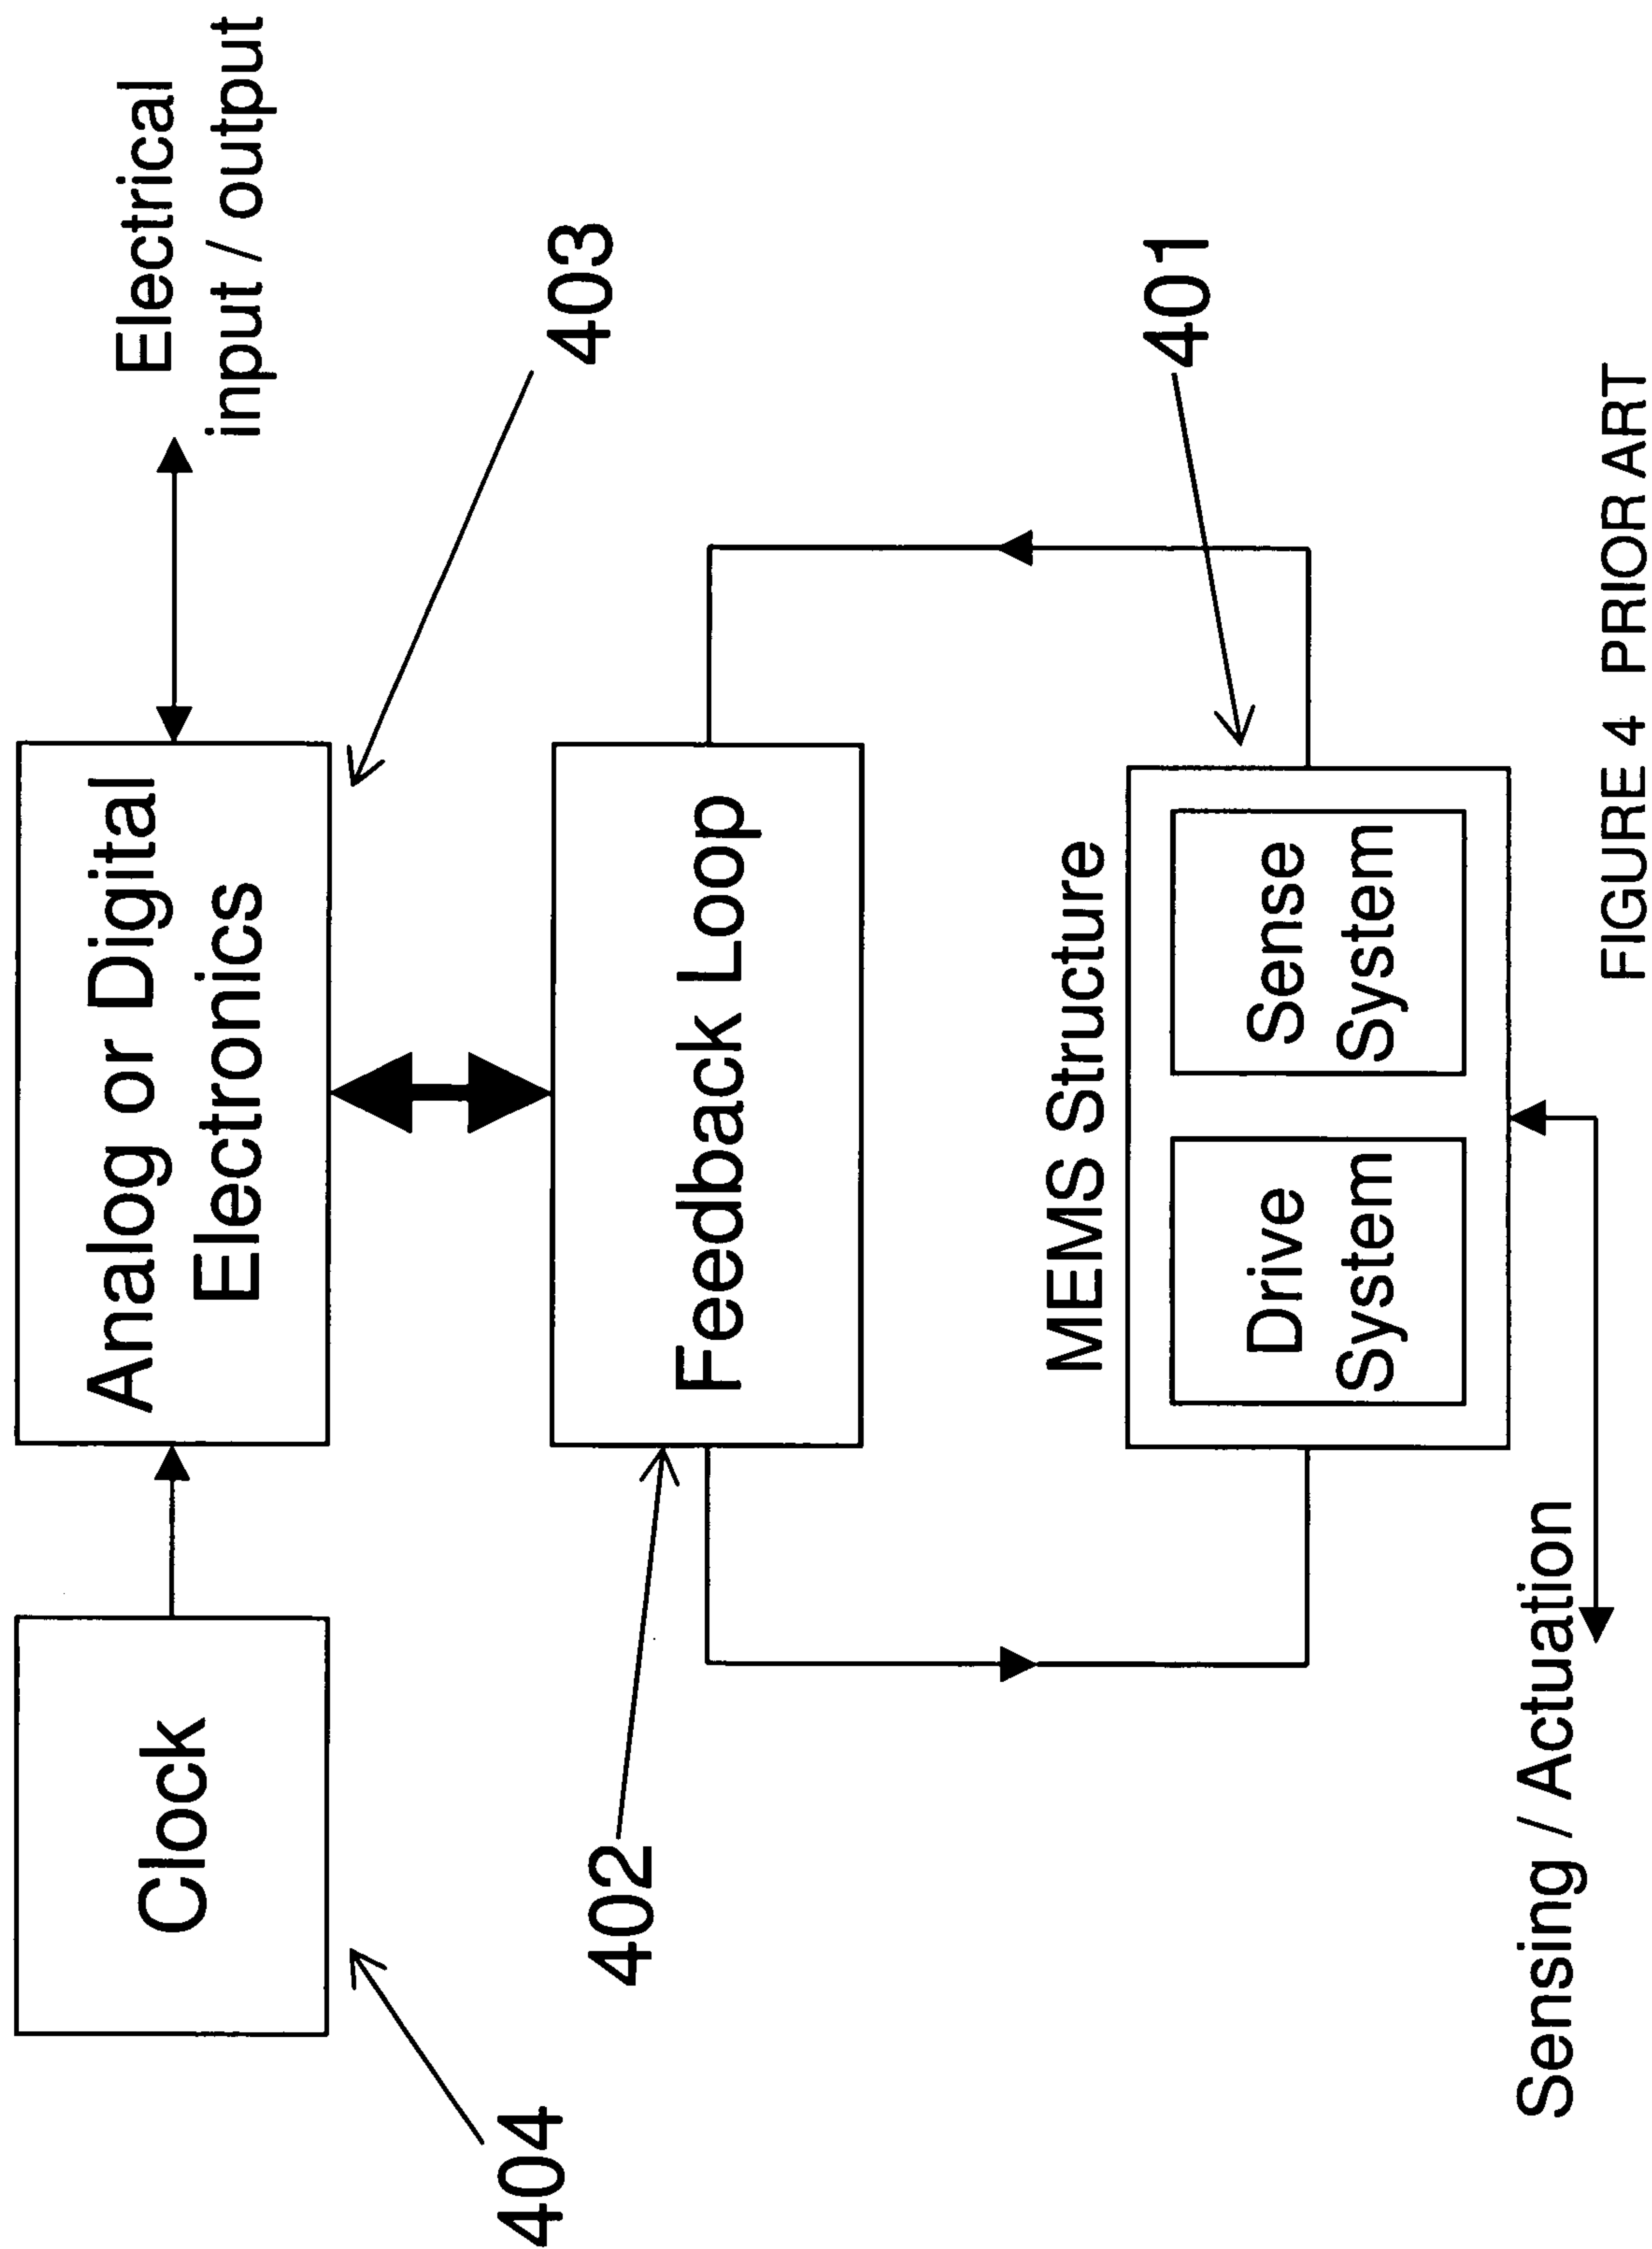 Clock
Analog or Digital
Electronics
Electrical
input / output
404
402
Feedback Loop
403
MEMS Structure
401
Drive
System
Sense
System
Sensing / Actuation
FIGURE 4 PRIOR ART